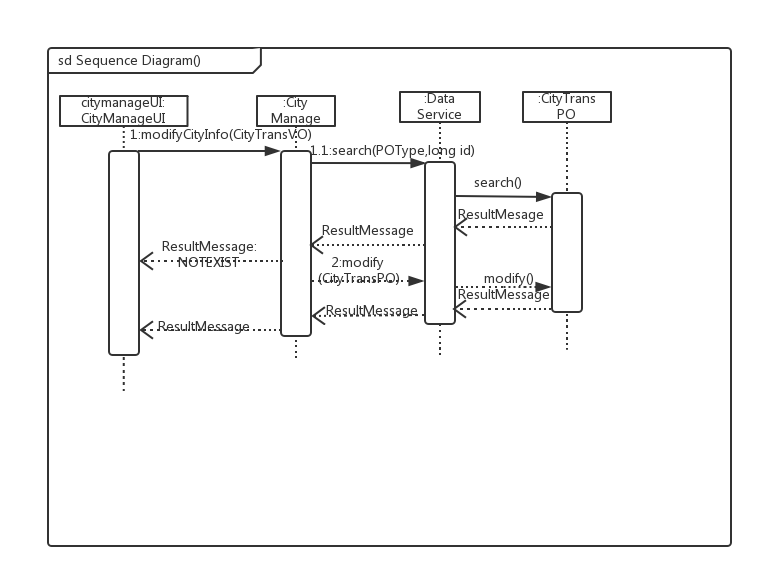 sd Sequence Diagram()
citymanageUI:
CityManageUI
:City
Manage
:Data
Service
:CityTrans
PO
1:modifyCityInfo(CityTransVO)
1.1:search(POType,long id)
search()
ResultMesage
ResultMessage
ResultMessage:
NOTEXIST
2:modify
(CityTransPO)
modify()
ResultMessage
ResultMessage
ResultMessage